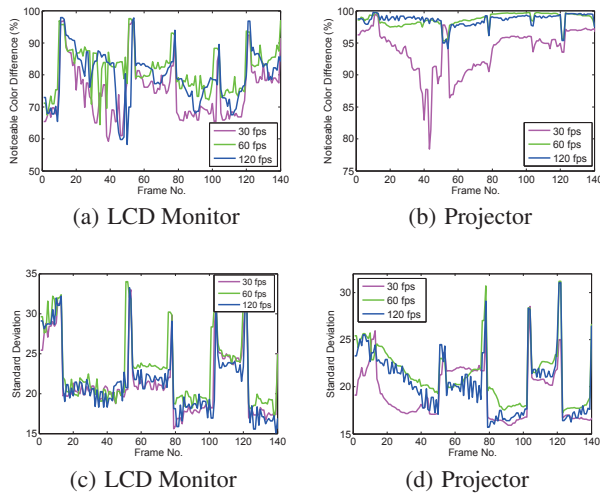 Noticeable Color Difference (%)
100
90
80
70
60
50
0 20 40 60 80 100 120 140
Frame No.
30 fps
60 fps
120 fps
(a) LCD Monitor
Noticeable Color Difference (%)
100
95
90
85
80
75
0 20 40 60 80 100 120 140
Frame No.
30 fps
60 fps
120 fps
(b) Projector
Standard Deviation
35
30
25
20
15
0 20 40 60 80 100 120 140
Frame No.
30 fps
60 fps
120 fps
(c) LCD Monitor
Standard Deviation
30
25
20
15
0 20 40 60 80 100 120 140
Frame No.
30 fps
60 fps
120 fps
(d) Projector